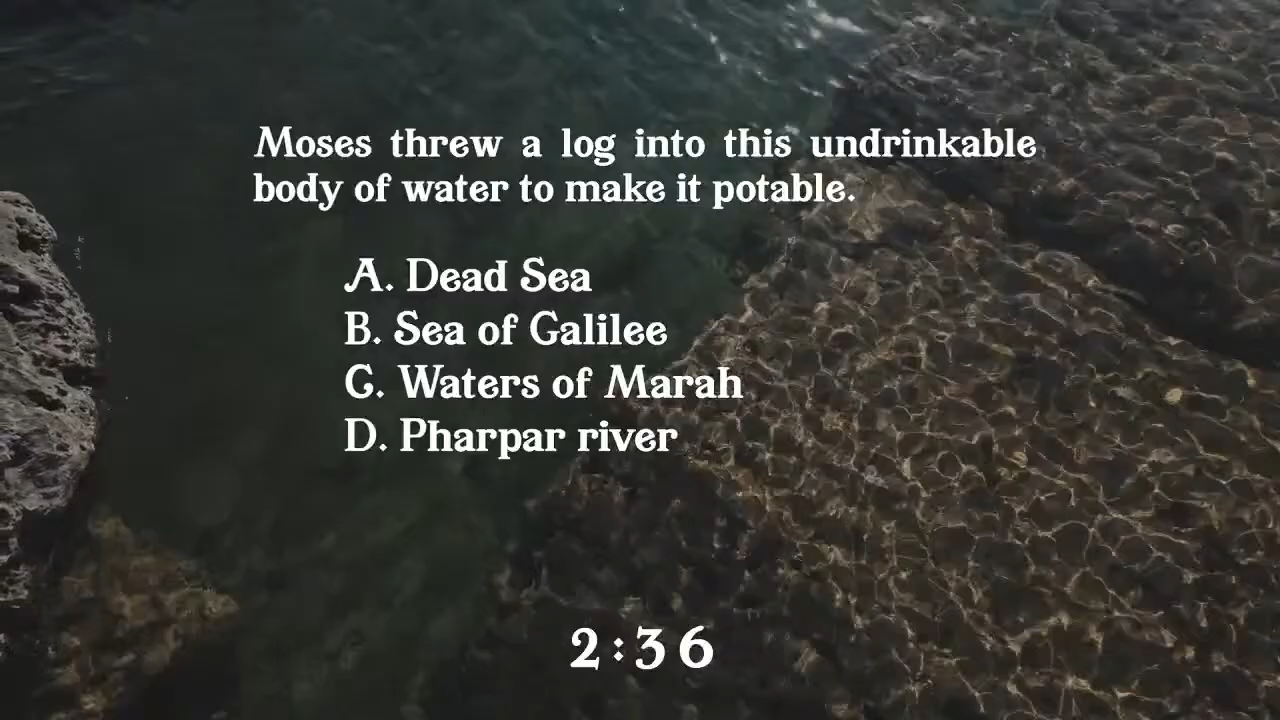 Moses threw a log into this undrinkable
body of water to make it potable.
A. Dead Sea
B. Sea of Galilee
C. Waters of Marah
D. Pharpar river
2:36